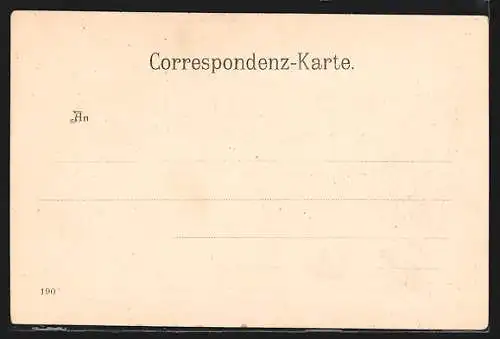 Correspondenz-Karte.
An
190